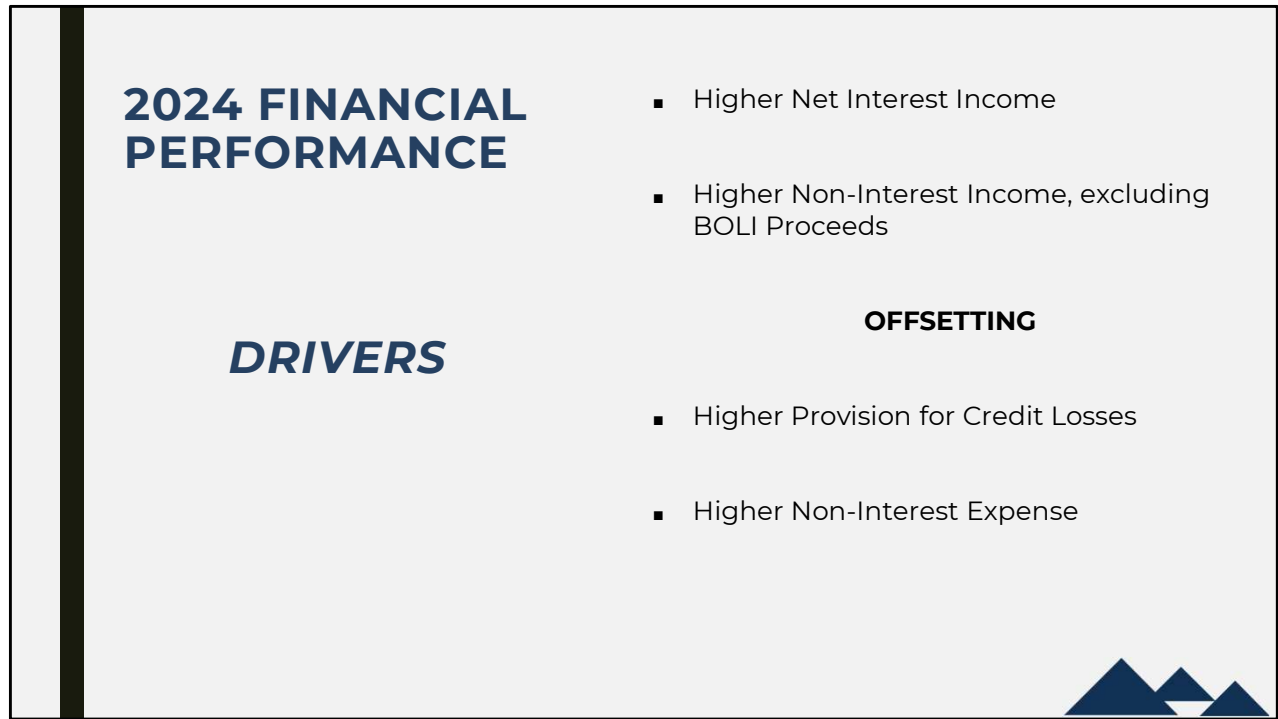 2024 FINANCIAL
PERFORMANCE
DRIVERS
▪ Higher Net Interest Income
▪ Higher Non-Interest Income, excluding
BOLI Proceeds
OFFSETTING
▪ Higher Provision for Credit Losses
▪ Higher Non-Interest Expense